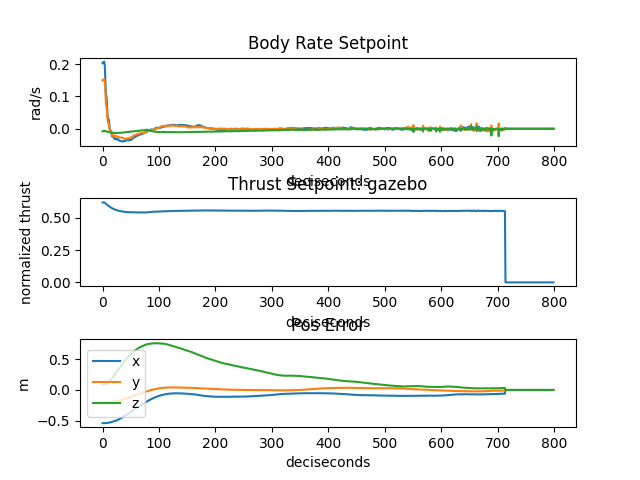 Body Rate Setpoint
rad/s
0.2
0.1
0.0
0 100 200 300 400 500 600 700 800
deciseconds
Thrust Setpoint: gazebo
normalized thrust
0.50
0.25
0.00
0 100 200 300 400 500 600 700 800
deciseconds
Pos Error
m
0.5
0.0
−0.5
x
y
z
0 100 200 300 400 500 600 700 800
deciseconds